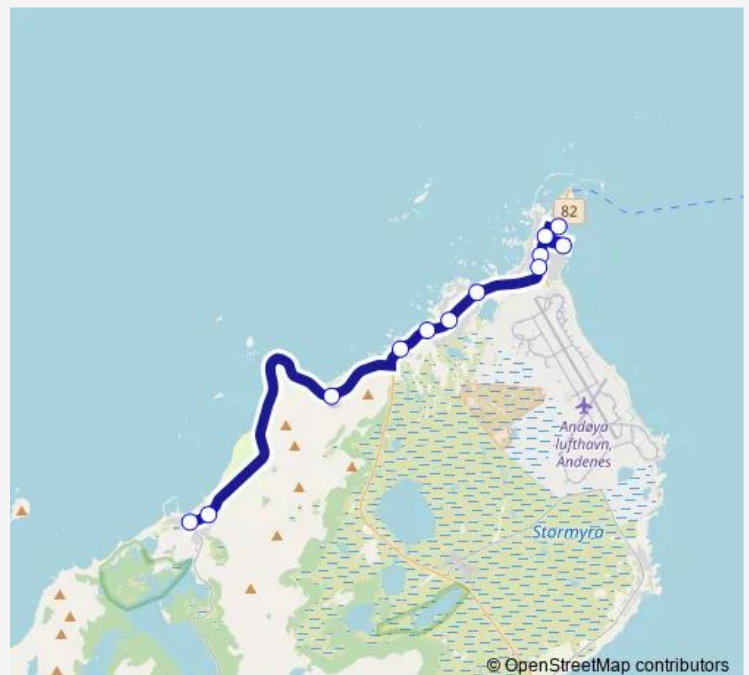 82
Andøya
lufthavn,
Andenes
Stormyra
© OpenStreetMap contributors